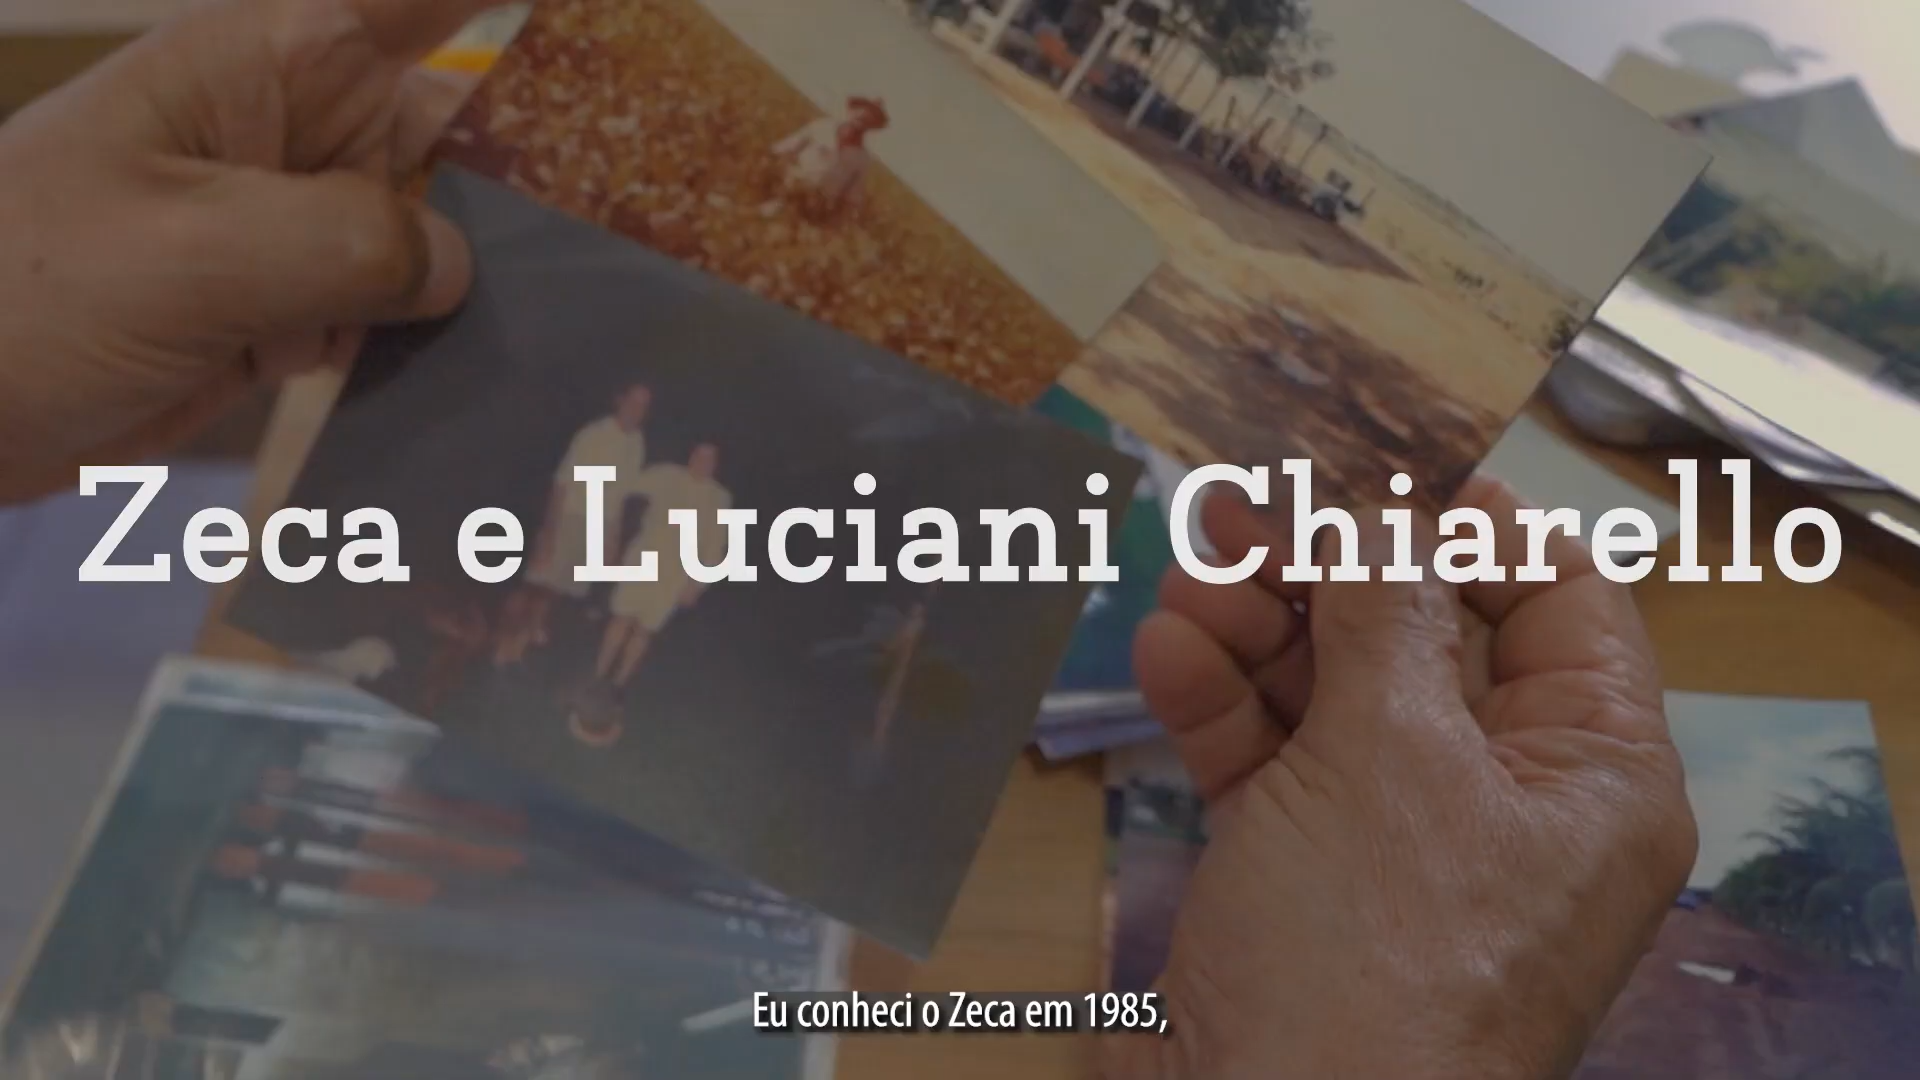 Zeca e Luciani Chiarello
Eu conheci o Zeca em 1985,